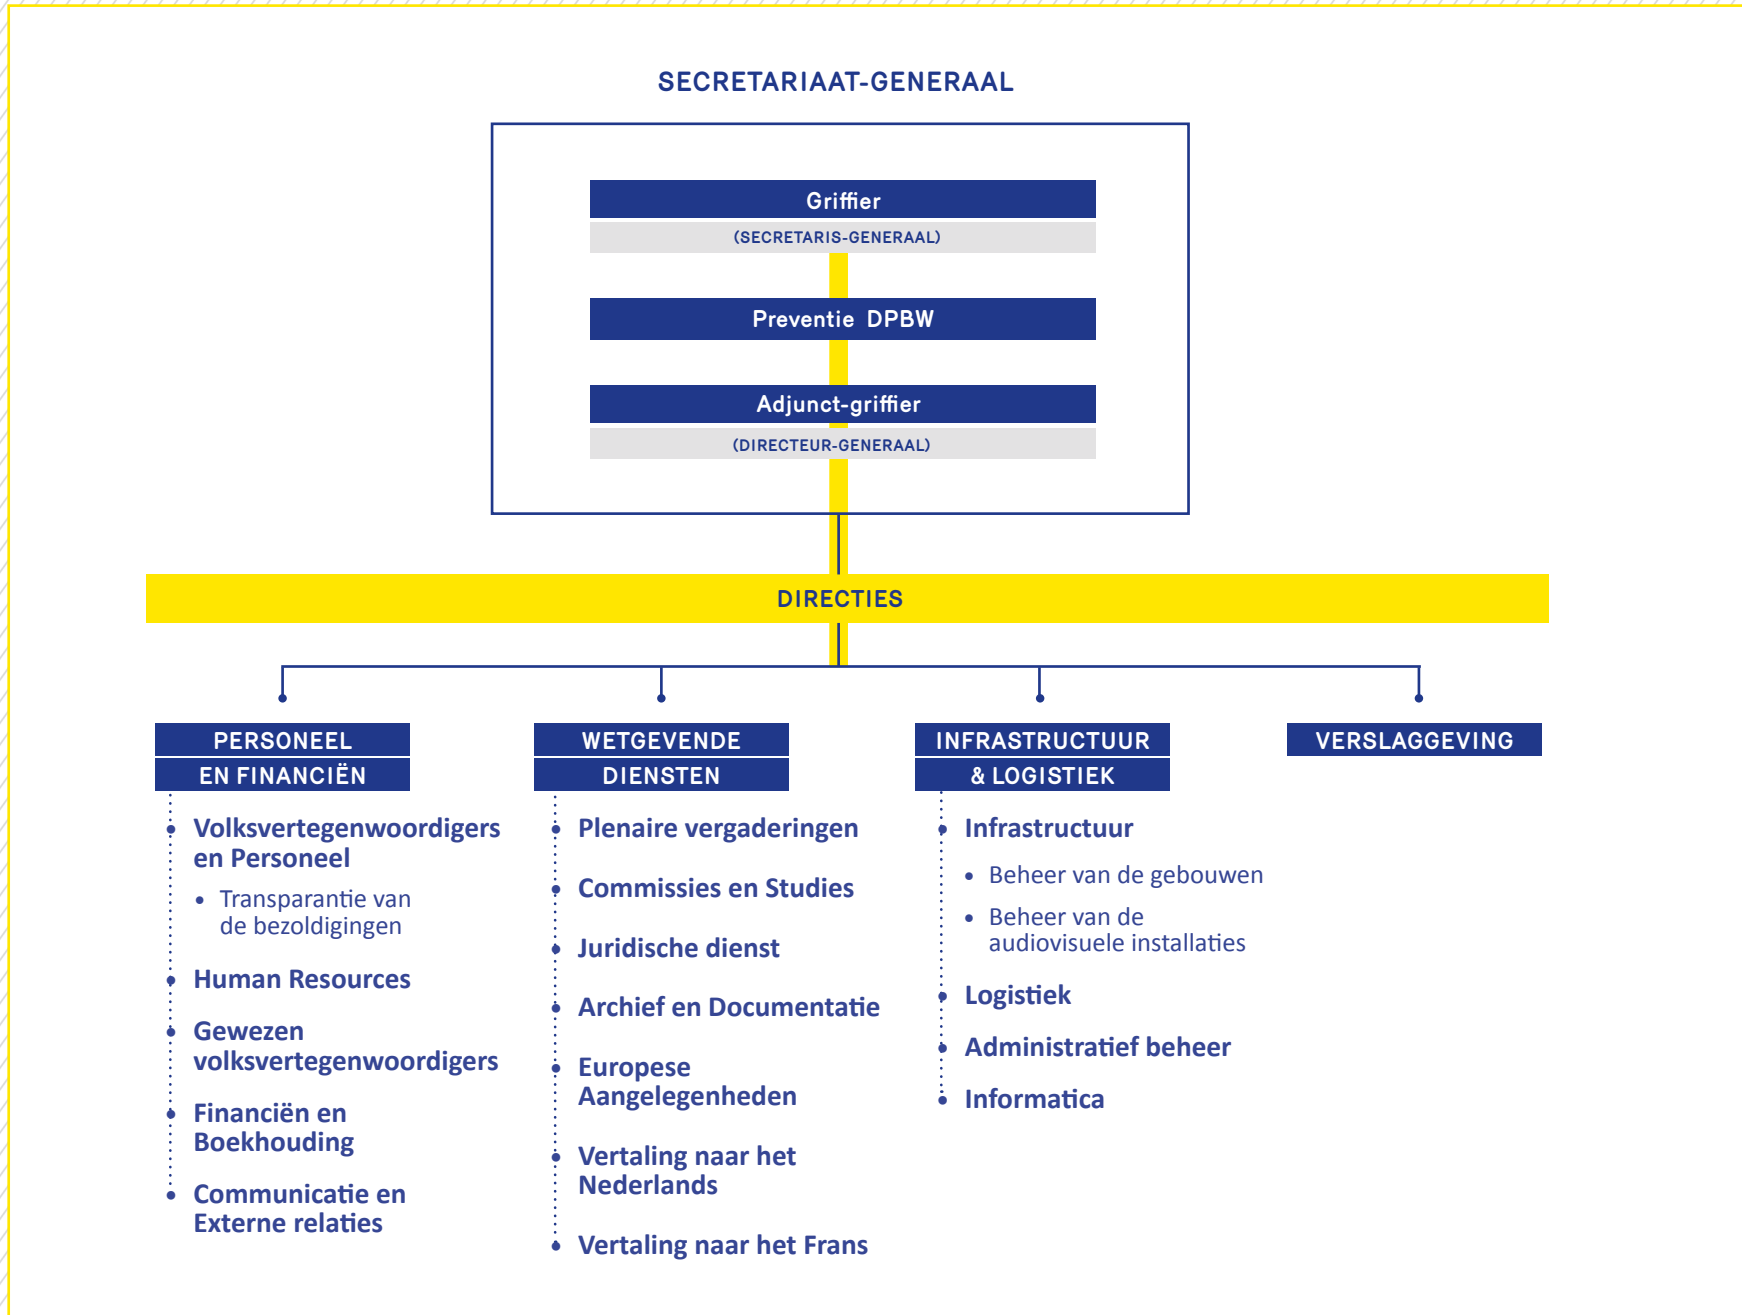 SECRETARIAAT-GENERAAL
Griffier
(SECRETARIS-GENERAAL)
Preventie DPBW
Adjunct-griffier
(DIRECTEUR-GENERAAL)
DIRECTIES
PERSONEEL
EN FINANCIËN
• Volksvertegenwoordigers
en Personeel
• Transparantie van
de bezoldigingen
• Human Resources
• Gewezen
volksvertegenwoordigers
• Financiën en
Boekhouding
• Communicatie en
Externe relaties
WETGEVENDE
DIENSTEN
• Plenaire vergaderingen
• Commissies en Studies
• Juridische dienst
• Archief en Documentatie
• Europese
Aangelegenheden
• Vertaling naar het
Nederlands
• Vertaling naar het Frans
INFRASTRUCTUUR
& LOGISTIEK
• Infrastructuur
• Beheer van de gebouwen
• Beheer van de
audiovisuele installaties
• Logistiek
• Administratief beheer
• Informatica
VERSLAGGEVING